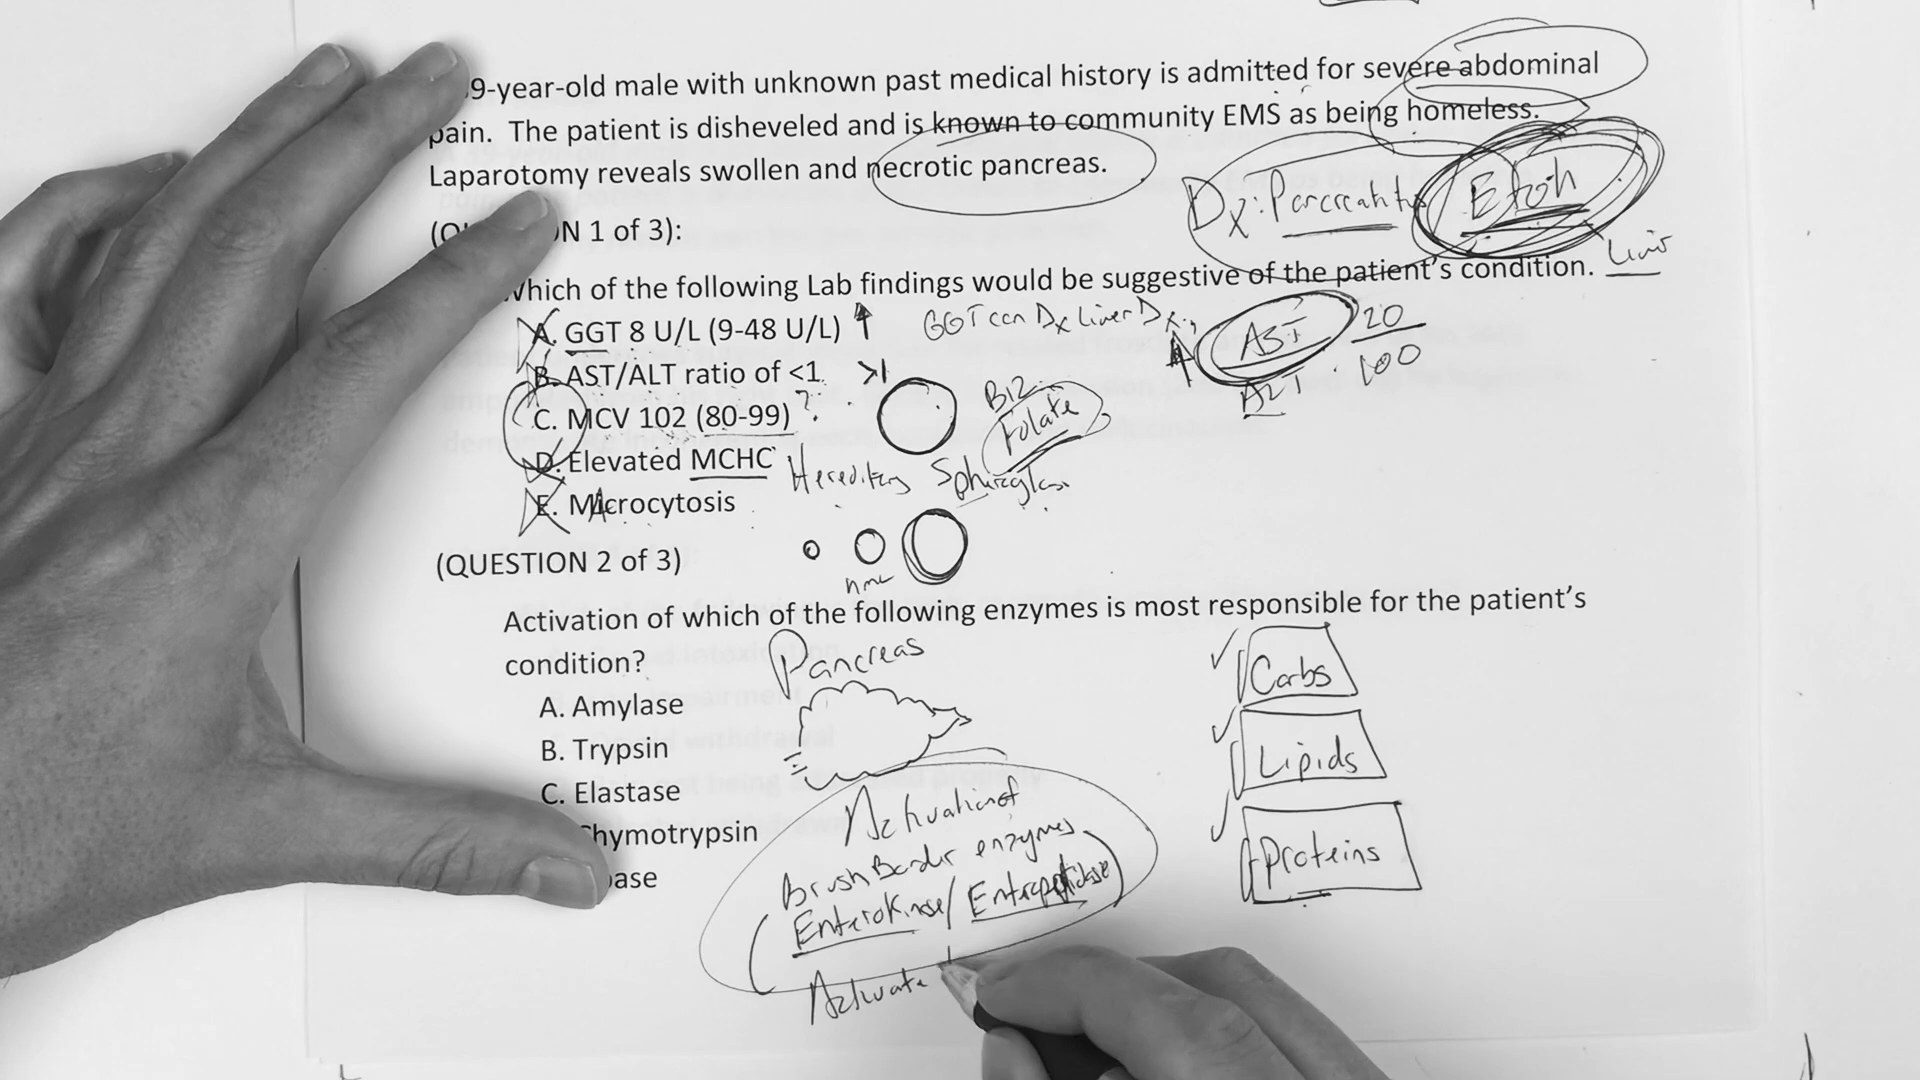 9-year-old male with unknown past medical history is admitted for severe abdominal
pain. The patient is disheveled and is known to community EMS as being homeless.
Laparotomy reveals swollen and necrotic pancreas.
Dx: Pancreatitis Etoh
(QUESTION 1 of 3):
Liver
Which of the following Lab findings would be suggestive of the patient's condition.
A. GGT 8 U/L (9-48 U/L) ↑ GGT can Dx Liver Dx,
AST 20
ALT 100
B. AST/ALT ratio of <1 >1
C. MCV 102 (80-99) ? B12
Folate
D. Elevated MCHC Hereditary
E. Microcytosis
(QUESTION 2 of 3)
Activation of which of the following enzymes is most responsible for the patient's
condition?
Pancreas
Carbs
Lipids
Proteins
A. Amylase
B. Trypsin
C. Elastase
Chymotrypsin
Activation of
Brush Border enzymes
Enterokinase/
Activate